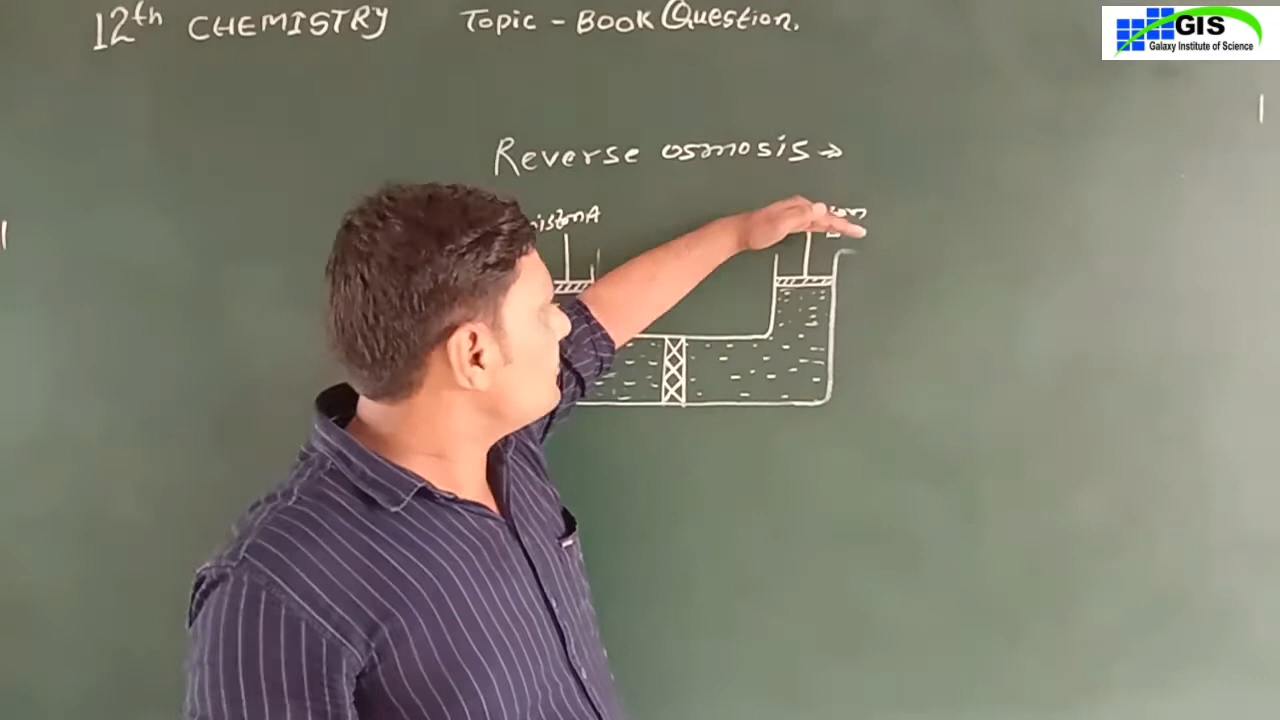 12th CHEMISTRY Topic - Book Question.
GIS
Galaxy Institute of Science
Reverse osmosis →